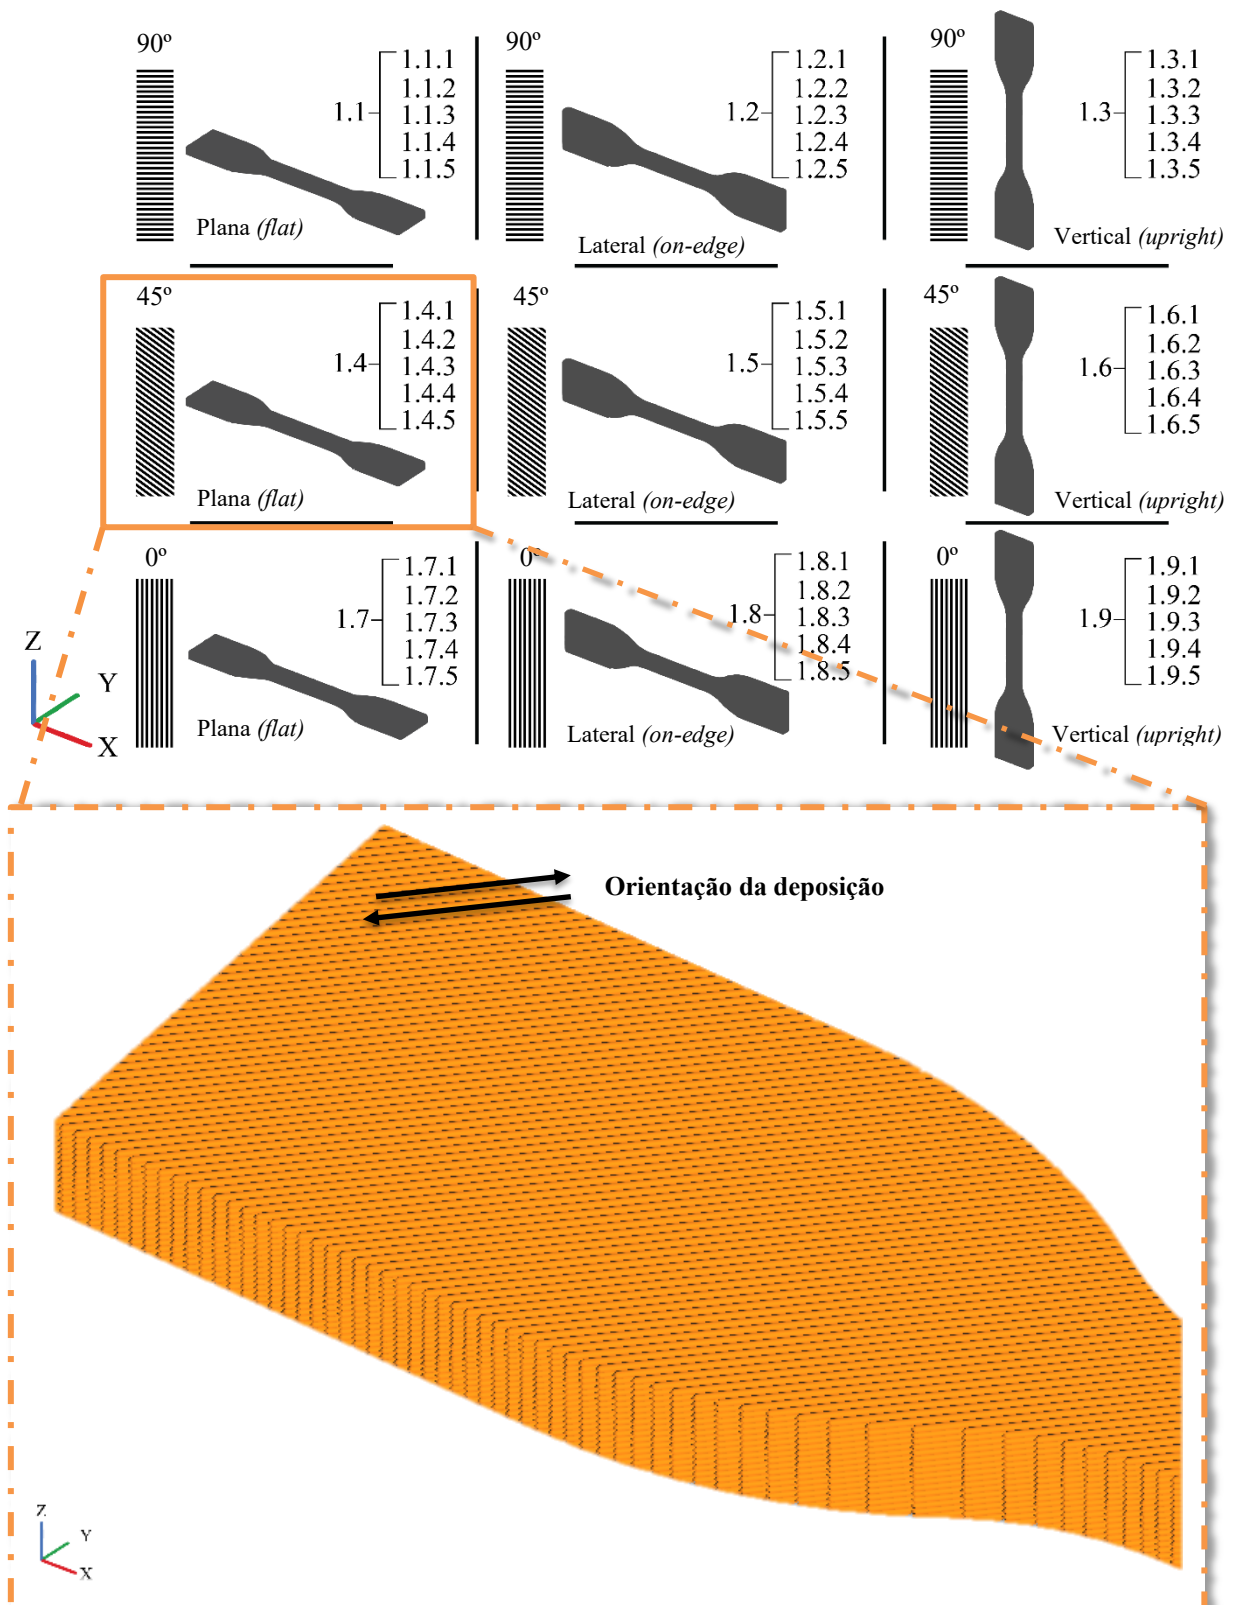 90º
1.1
1.1.1
1.1.2
1.1.3
1.1.4
1.1.5
Plana (flat)
90º
1.2
1.2.1
1.2.2
1.2.3
1.2.4
1.2.5
Lateral (on-edge)
90º
1.3
1.3.1
1.3.2
1.3.3
1.3.4
1.3.5
Vertical (upright)
45º
1.4
1.4.1
1.4.2
1.4.3
1.4.4
1.4.5
Plana (flat)
45º
1.5
1.5.1
1.5.2
1.5.3
1.5.4
1.5.5
Lateral (on-edge)
45º
1.6
1.6.1
1.6.2
1.6.3
1.6.4
1.6.5
Vertical (upright)
0º
1.7
1.7.1
1.7.2
1.7.3
1.7.4
1.7.5
Plana (flat)
0º
1.8
1.8.1
1.8.2
1.8.3
1.8.4
1.8.5
Lateral (on-edge)
0º
1.9
1.9.1
1.9.2
1.9.3
1.9.4
1.9.5
Vertical (upright)
Z
Y
X
Orientação da deposição
Z
Y
X